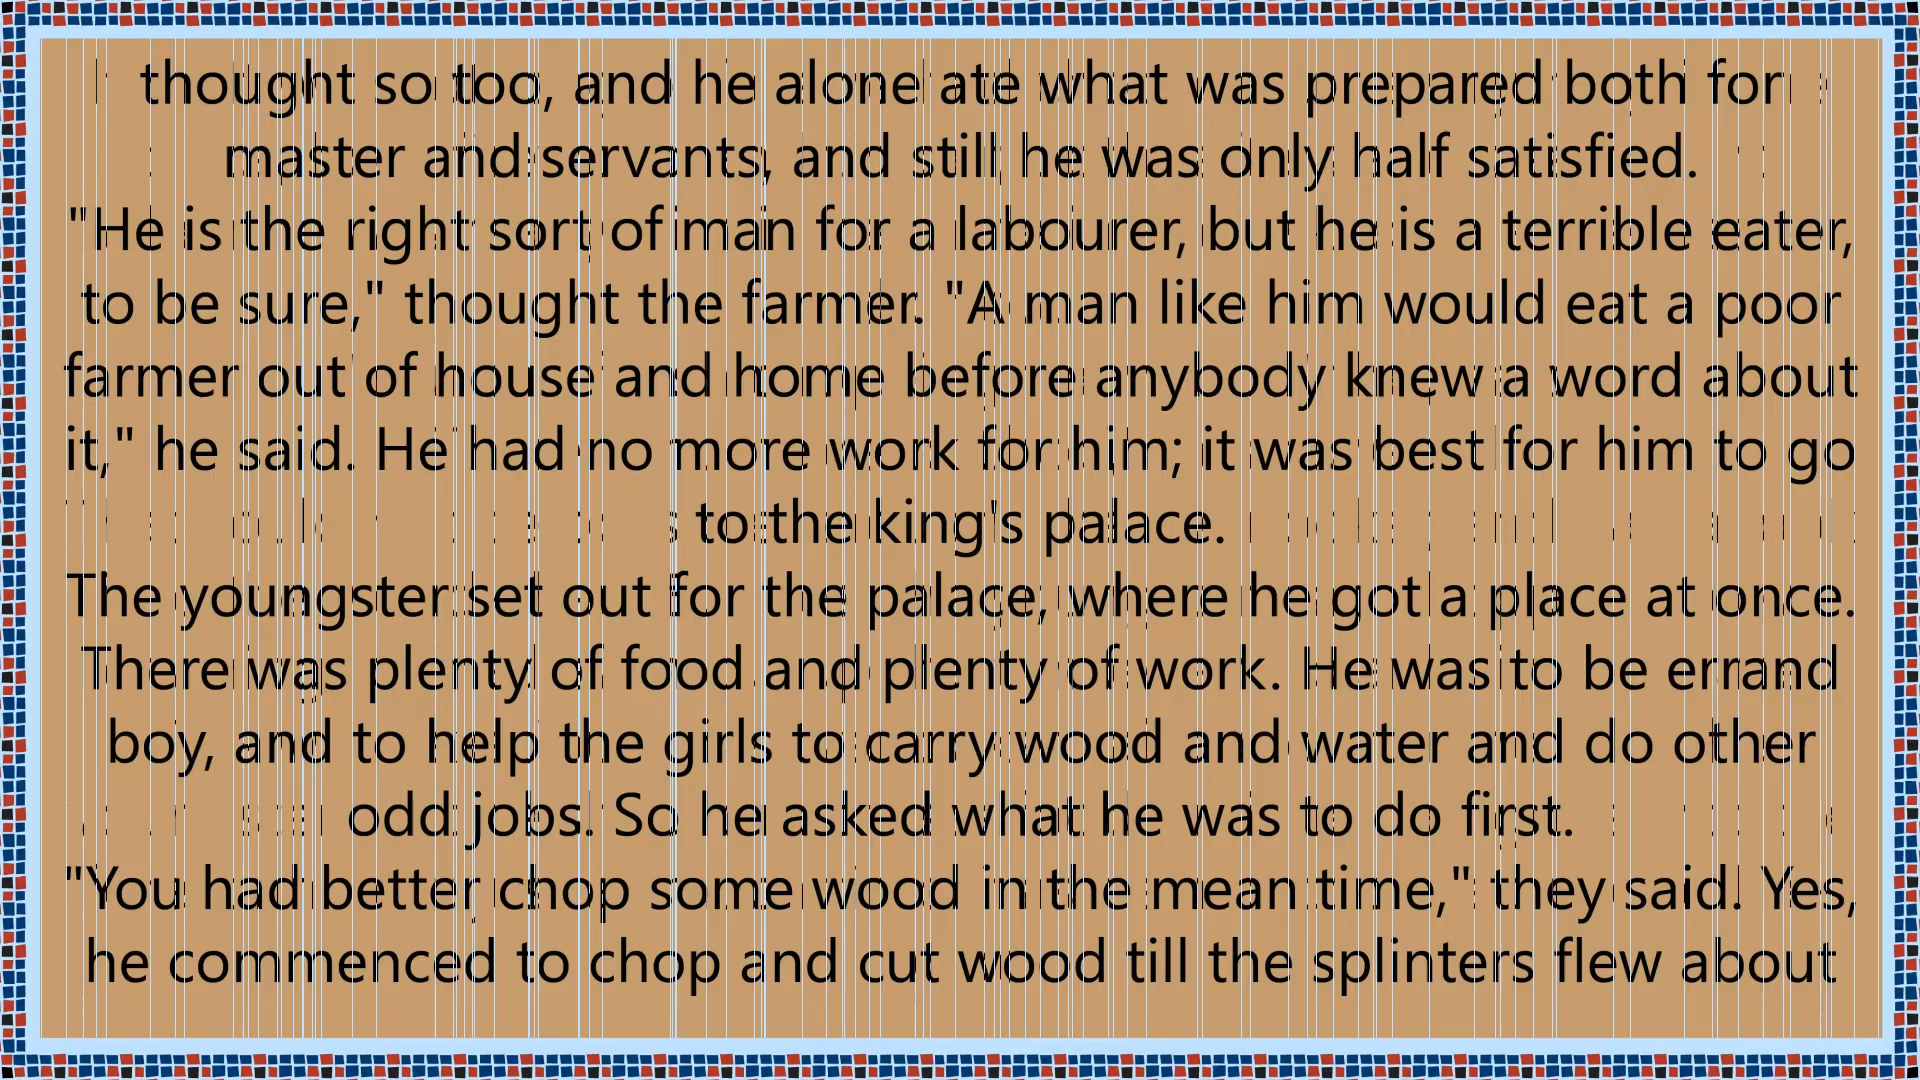 thought so too, and he alone ate what was prepared both for
master and servants, and still he was only half satisfied.
"He is the right sort of man for a labourer, but he is a terrible eater,
to be sure," thought the farmer. "A man like him would eat a poor
farmer out of house and home before anybody knew a word about
it," he said. He had no more work for him; it was best for him to go
to the king's palace.
The youngster set out for the palace, where he got a place at once.
There was plenty of food and plenty of work. He was to be errand
boy, and to help the girls to carry wood and water and do other
odd jobs. So he asked what he was to do first.
"You had better chop some wood in the mean time," they said. Yes,
he commenced to chop and cut wood till the splinters flew about